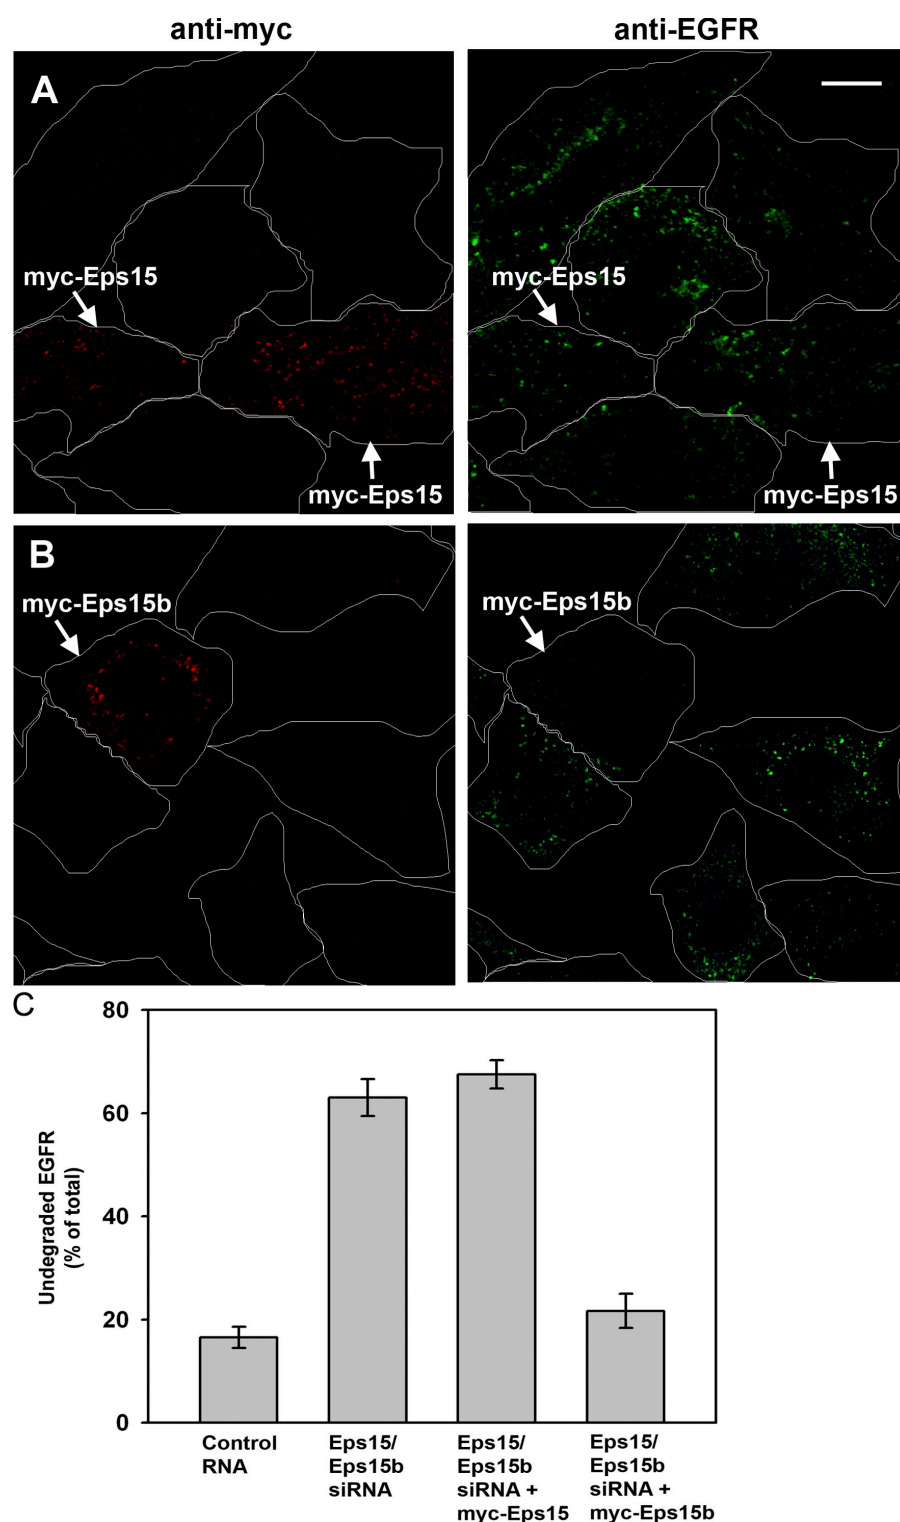 anti-myc
anti-EGFR
A
myc-Eps15
myc-Eps15
myc-Eps15
myc-Eps15
B
myc-Eps15b
myc-Eps15b
C
80
60
40
20
0
Undegraded EGFR
(% of total)
Control
RNA
Eps15/
Eps15b
siRNA
Eps15/
Eps15b
siRNA +
myc-Eps15
Eps15/
Eps15b
siRNA +
myc-Eps15b